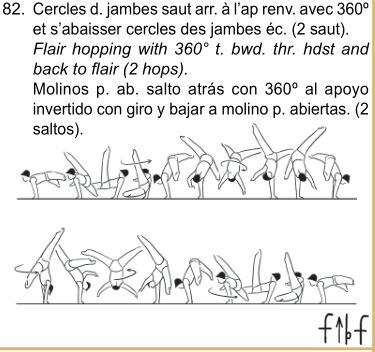 82. Cercles d. jambes saut arr. à l'ap renv. avec 360º
et s'abaisser cercles des jambes éc. (2 saut).
Flair hopping with 360° t. bwd. thr. hdst and
back to flair (2 hops).
Molinos p. ab. salto atrás con 360º al apoyo
invertido con giro y bajar a molino p. abiertas. (2
saltos).